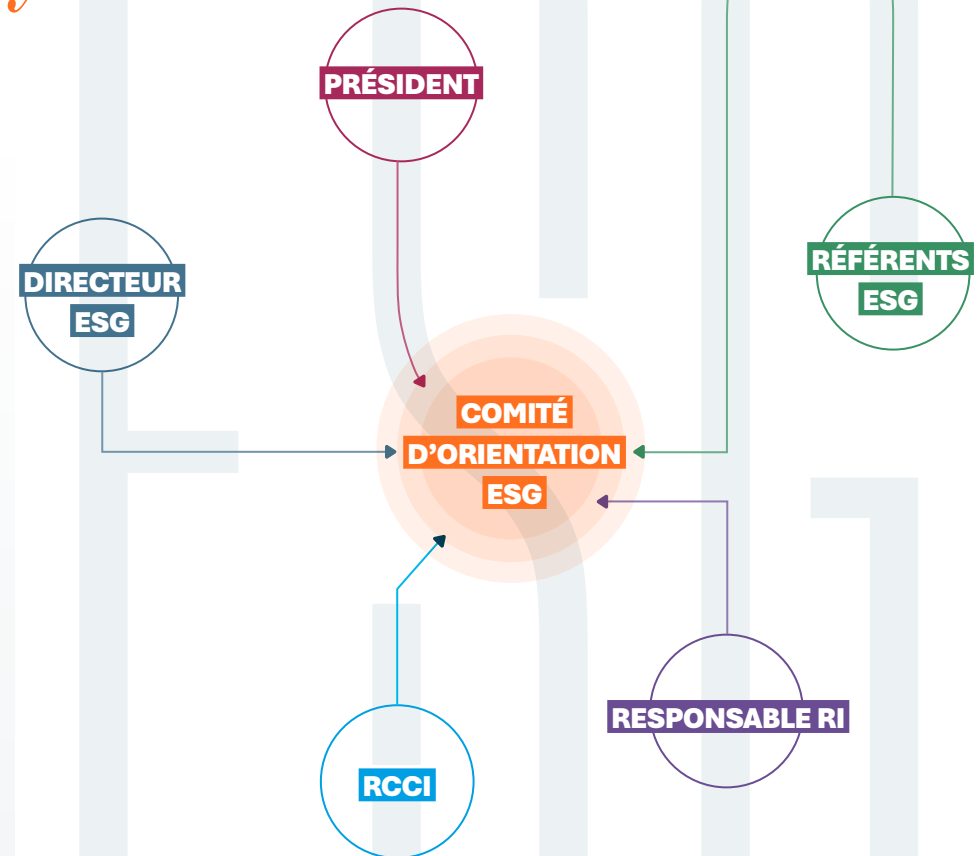 PRÉSIDENT
DIRECTEUR
ESG
RÉFÉRENTS
ESG
COMITÉ
D’ORIENTATION
ESG
RESPONSABLE RI
RCCI